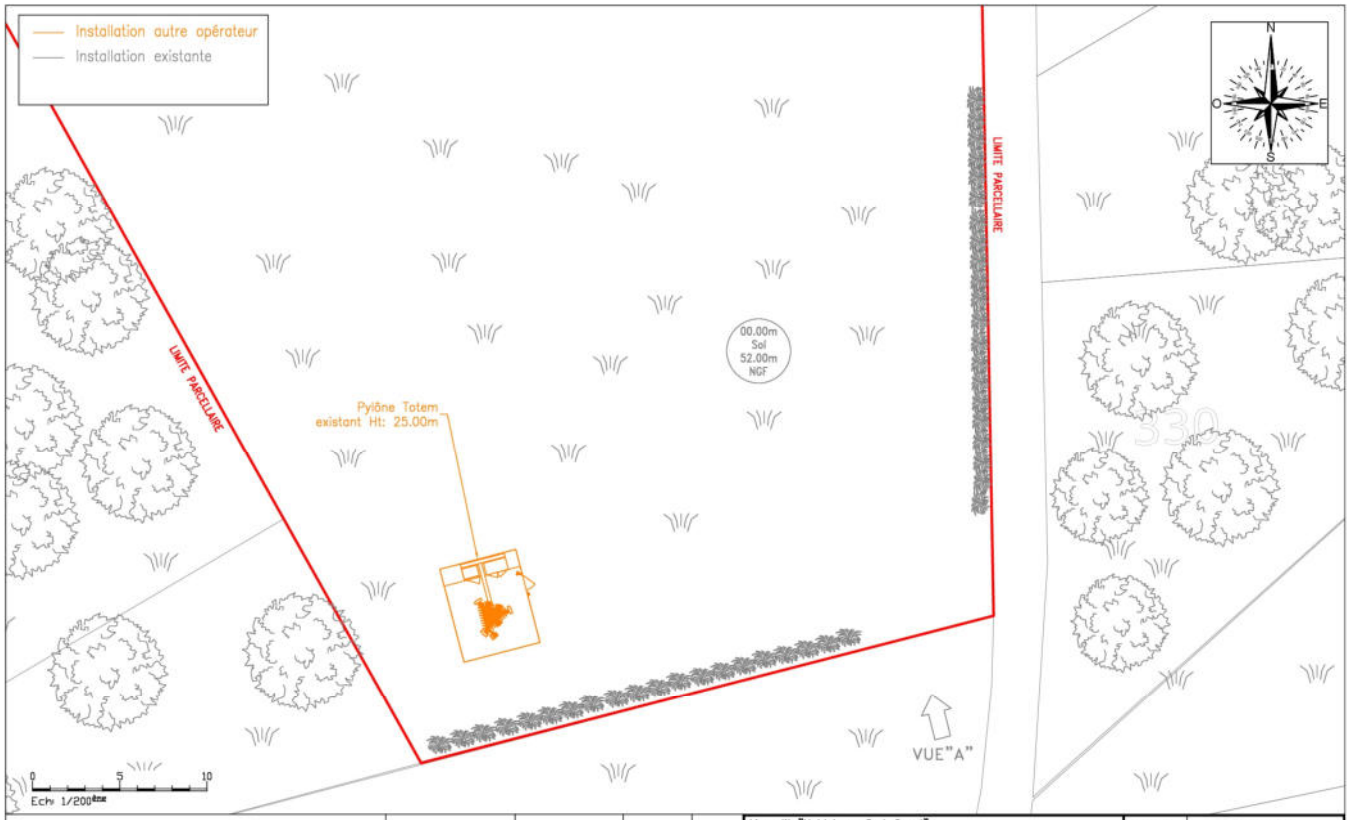 Installation autre opérateur
Installation existante
N
O
E
S
LIMITE PARCELLAIRE
LIMITE PARCELLAIRE
00.00m
Sol
52.00m
NGF
Pylône Totem
existant Ht: 25.00m
330
VUE"A"
0 5 10
Ech: 1/200ème